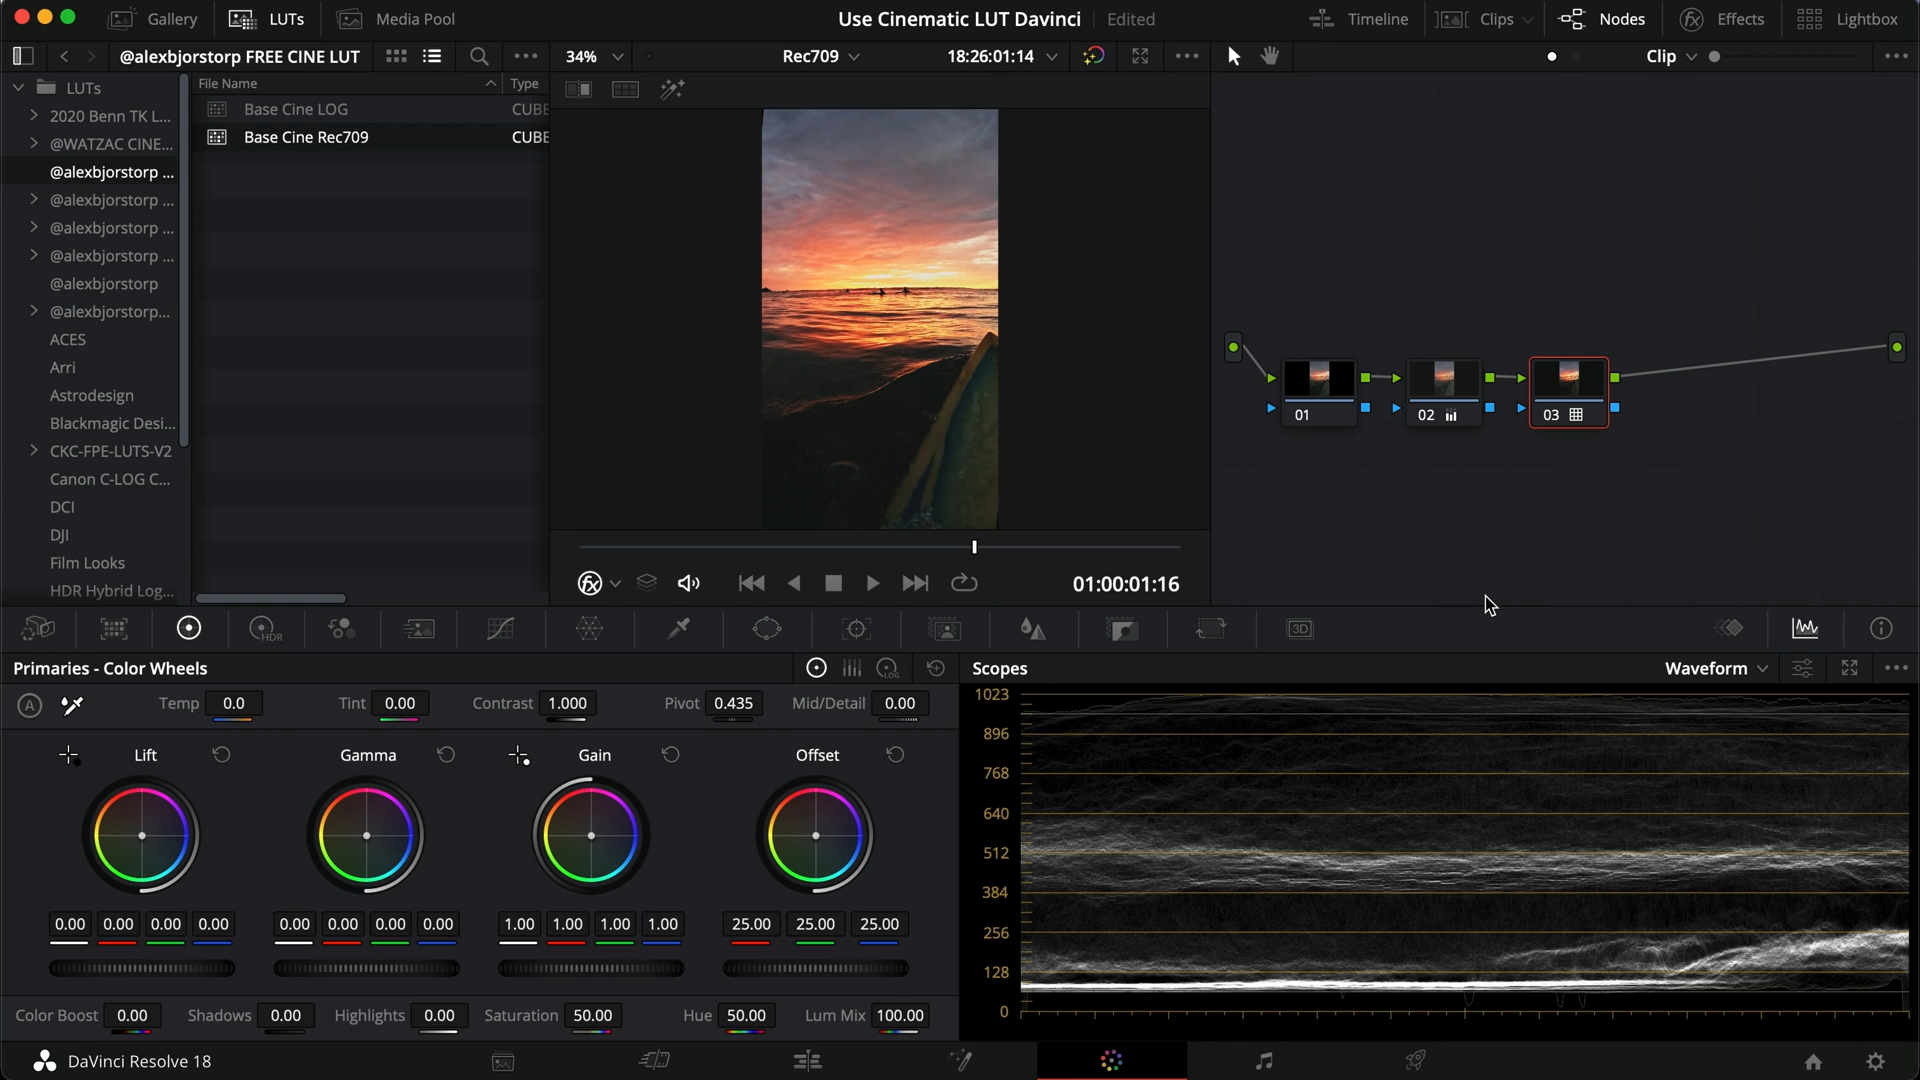 Gallery LUTs Media Pool Use Cinematic LUT Davinci Edited Timeline Clips Nodes Effects Lightbox
@alexbjorstorp FREE CINE LUT 34% Rec709 18:26:01:14 Clip
LUTs
File Name Type
2020 Benn TK L...
Base Cine LOG CUBE
@WATZAC CINE...
Base Cine Rec709 CUBE
@alexbjorstorp ...
@alexbjorstorp ...
@alexbjorstorp ...
@alexbjorstorp ...
@alexbjorstorp
@alexbjorstorp...
ACES
Arri
Astrodesign
Blackmagic Desi...
CKC-FPE-LUTS-V2
Canon C-LOG C...
DCI
DJI
Film Looks
HDR Hybrid Log...
01 02 03
fx 01:00:01:16
HDR 3D
Primaries - Color Wheels LOG Scopes Waveform
A Temp 0.0 Tint 0.00 Contrast 1.000 Pivot 0.435 Mid/Detail 0.00
Lift Gamma Gain Offset
0.00 0.00 0.00 0.00 0.00 0.00 0.00 0.00 1.00 1.00 1.00 1.00 25.00 25.00 25.00
Color Boost 0.00 Shadows 0.00 Highlights 0.00 Saturation 50.00 Hue 50.00 Lum Mix 100.00
1023
896
768
640
512
384
256
128
0
DaVinci Resolve 18